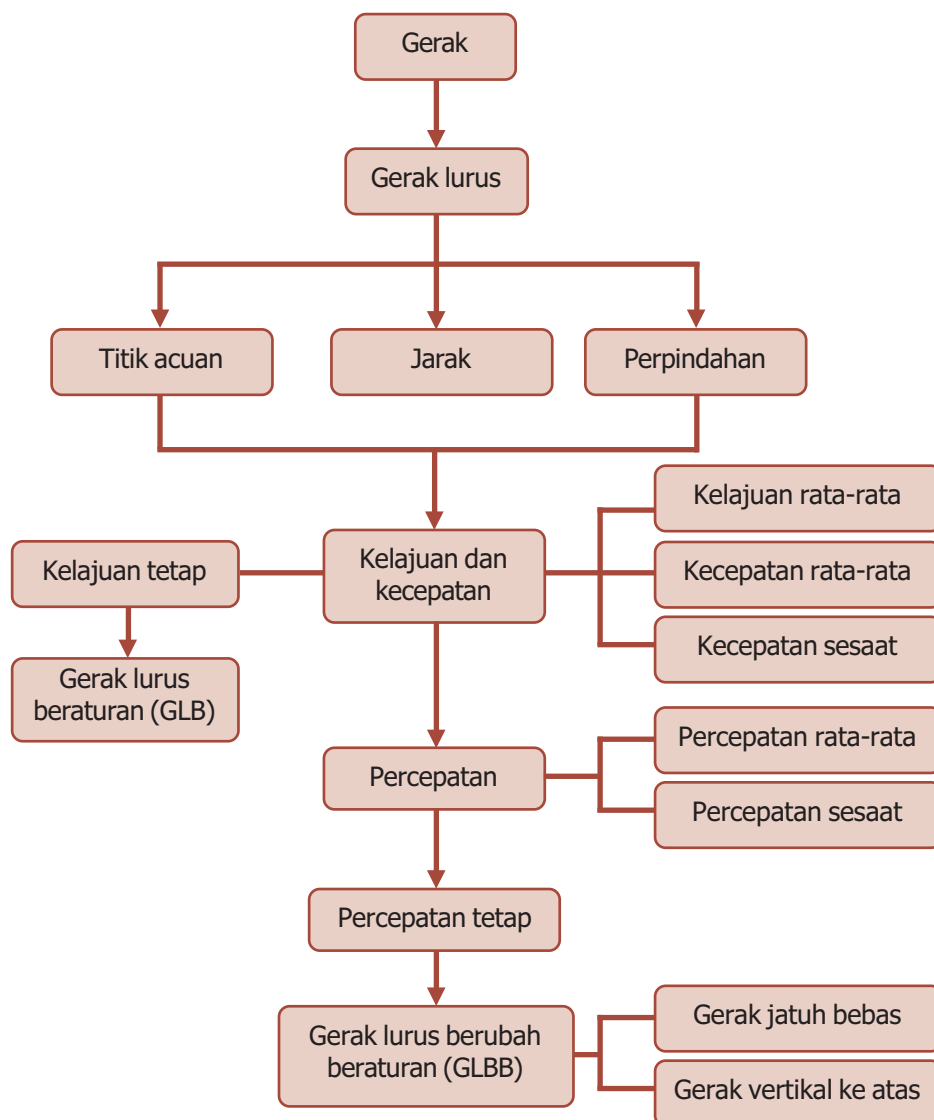 Gerak
Gerak lurus
Titik acuan
Jarak
Perpindahan
Kelajuan rata-rata
Kelajuan tetap
Kelajuan dan
kecepatan
Kecepatan rata-rata
Kecepatan sesaat
Gerak lurus
beraturan (GLB)
Percepatan rata-rata
Percepatan
Percepatan sesaat
Percepatan tetap
Gerak lurus berubah
beraturan (GLBB)
Gerak jatuh bebas
Gerak vertikal ke atas